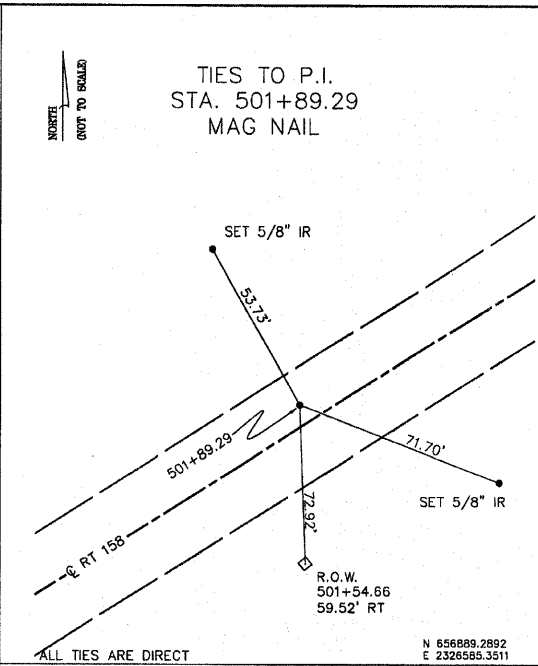 NORTH
(NOT TO SCALE)
TIES TO P.I.
STA. 501+89.29
MAG NAIL
SET 5/8" IR
53.73'
501+89.29
71.70'
72.92'
SET 5/8" IR
℄ RT 158
R.O.W.
501+54.66
59.52' RT
ALL TIES ARE DIRECT
N 656889.2892
E 2326585.3511